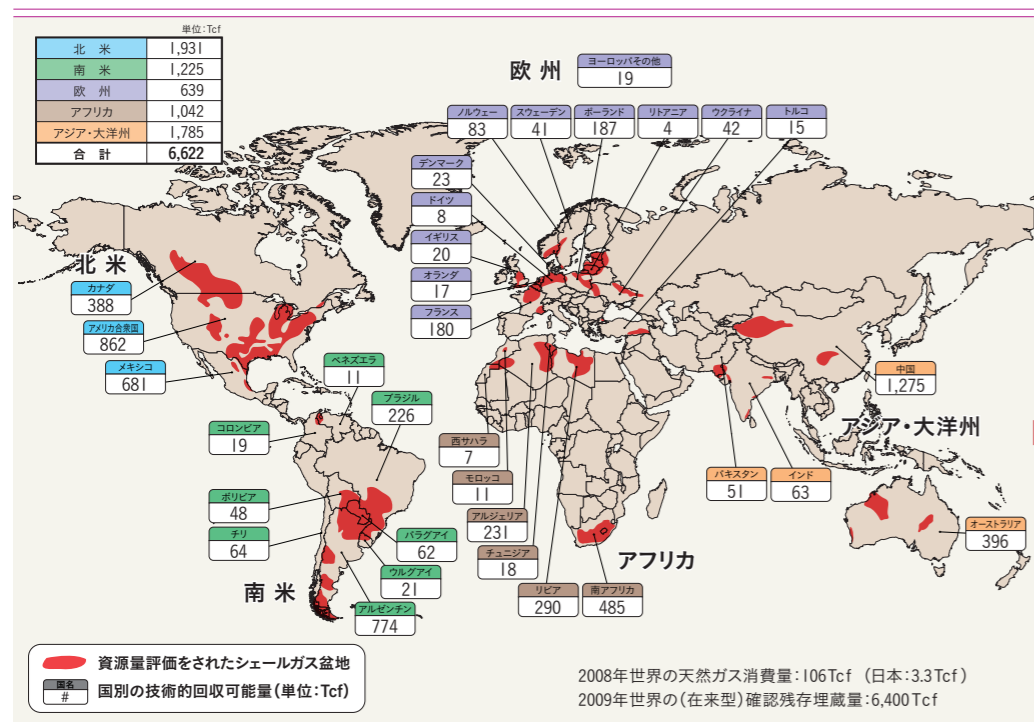 単位:Tcf
北 米 1,931
南 米 1,225
欧 州 639
アフリカ 1,042
アジア・大洋州 1,785
合 計 6,622
欧 州
ヨーロッパその他
19
ノルウェー
83
スウェーデン
41
ポーランド
187
リトアニア
4
ウクライナ
42
トルコ
15
デンマーク
23
ドイツ
8
イギリス
20
オランダ
17
フランス
180
北 米
カナダ
388
アメリカ合衆国
862
メキシコ
681
ベネズエラ
11
ブラジル
226
コロンビア
19
ボリビア
48
チリ
64
パラグアイ
62
ウルグアイ
21
アルゼンチン
774
南 米
西サハラ
7
モロッコ
11
アルジェリア
231
チュニジア
18
リビア
290
南アフリカ
485
アフリカ
中国
1,275
アジア・大洋州
パキスタン
51
インド
63
オーストラリア
396
資源量評価をされたシェールガス盆地
国名
#
国別の技術的回収可能量(単位:Tcf)
2008年世界の天然ガス消費量:106Tcf (日本:3.3Tcf)
2009年世界の(在来型)確認残存埋蔵量:6,400Tcf